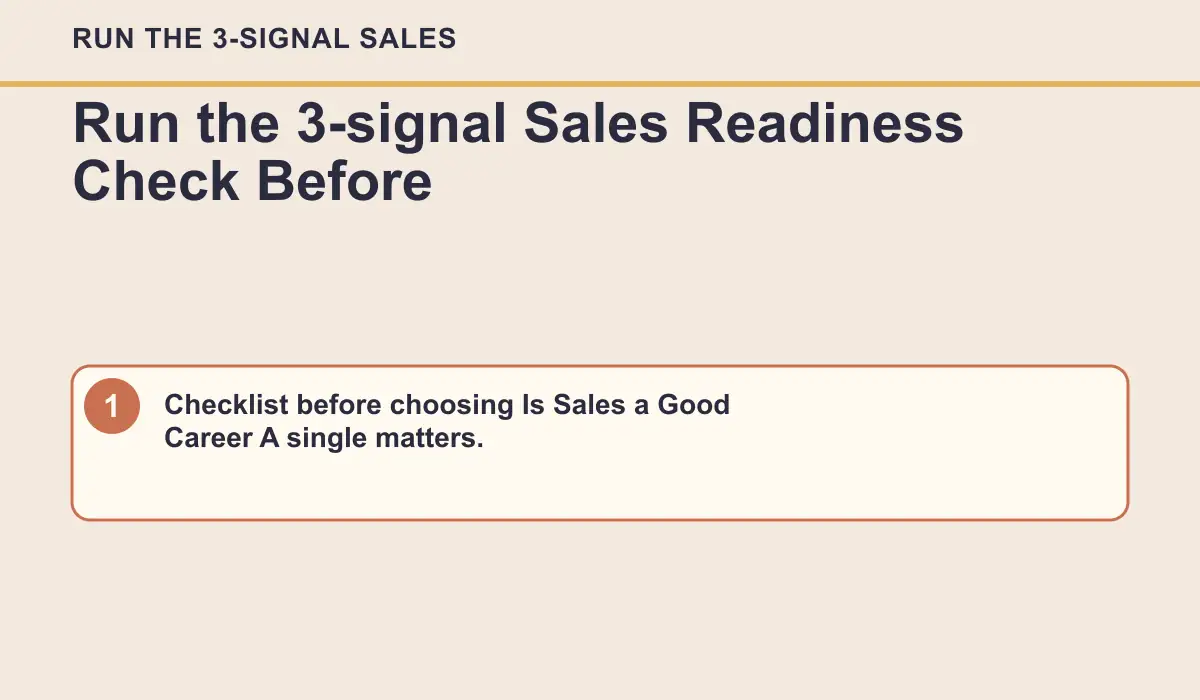 RUN THE 3-SIGNAL SALES
Run the 3-signal Sales Readiness
Check Before
1
Checklist before choosing Is Sales a Good
Career A single matters.